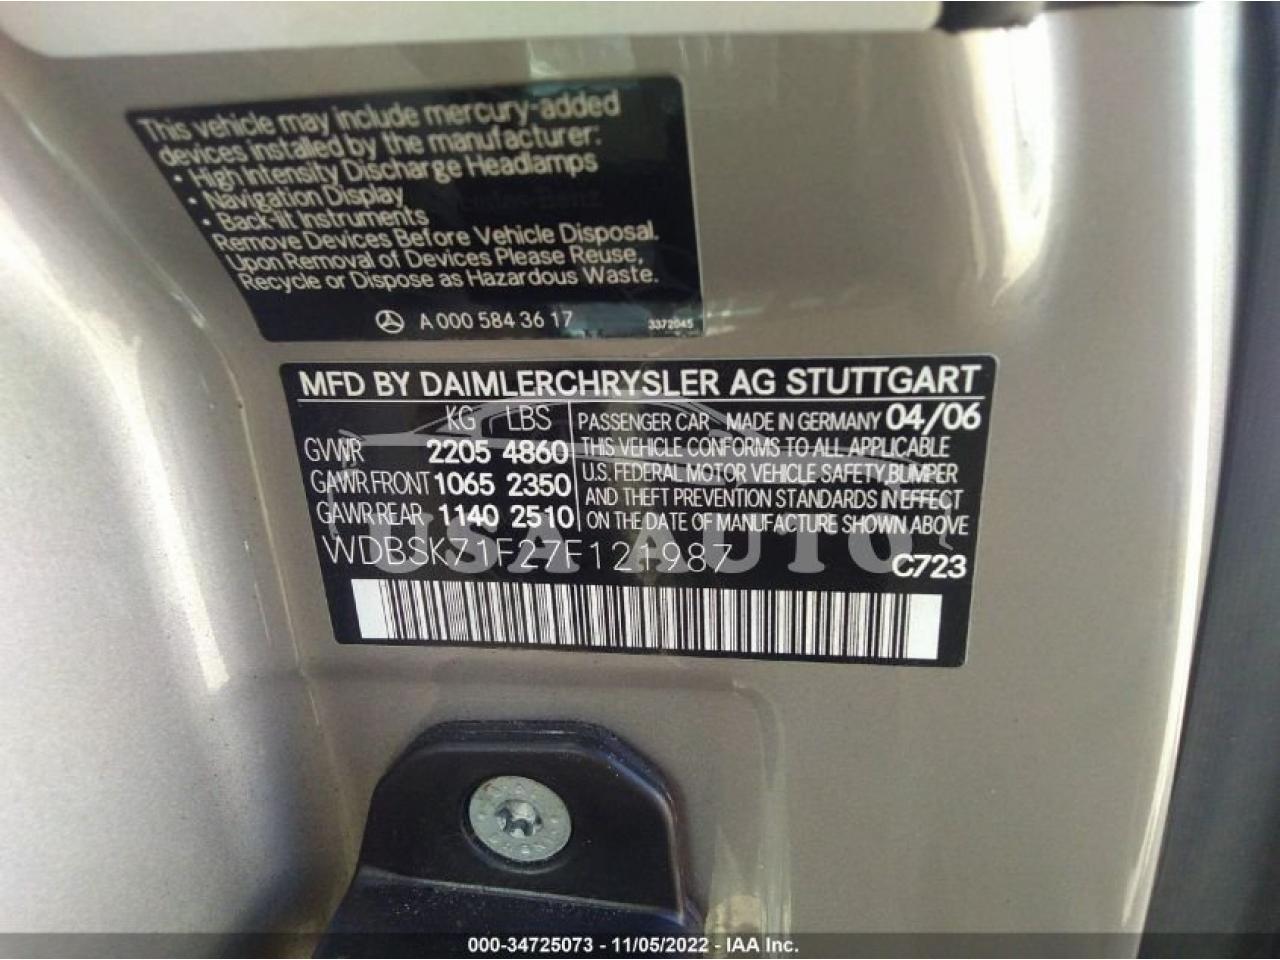 This vehicle may include mercury-added
devices installed by the manufacturer:
• High Intensity Discharge Headlamps
• Navigation Display
• Back-lit Instruments
Remove Devices Before Vehicle Disposal.
Upon Removal of Devices Please Reuse,
Recycle or Dispose as Hazardous Waste.
A 000 584 36 17 3372045
MFD BY DAIMLERCHRYSLER AG STUTTGART
KG LBS
GVWR 2205 4860
GAWR FRONT 1065 2350
GAWR REAR 1140 2510
PASSENGER CAR MADE IN GERMANY 04/06
THIS VEHICLE CONFORMS TO ALL APPLICABLE
U.S. FEDERAL MOTOR VEHICLE SAFETY, BUMPER
AND THEFT PREVENTION STANDARDS IN EFFECT
ON THE DATE OF MANUFACTURE SHOWN ABOVE
WDBSK71F27F121987 C723
USA AUTO
000-34725073 - 11/05/2022 - IAA Inc.